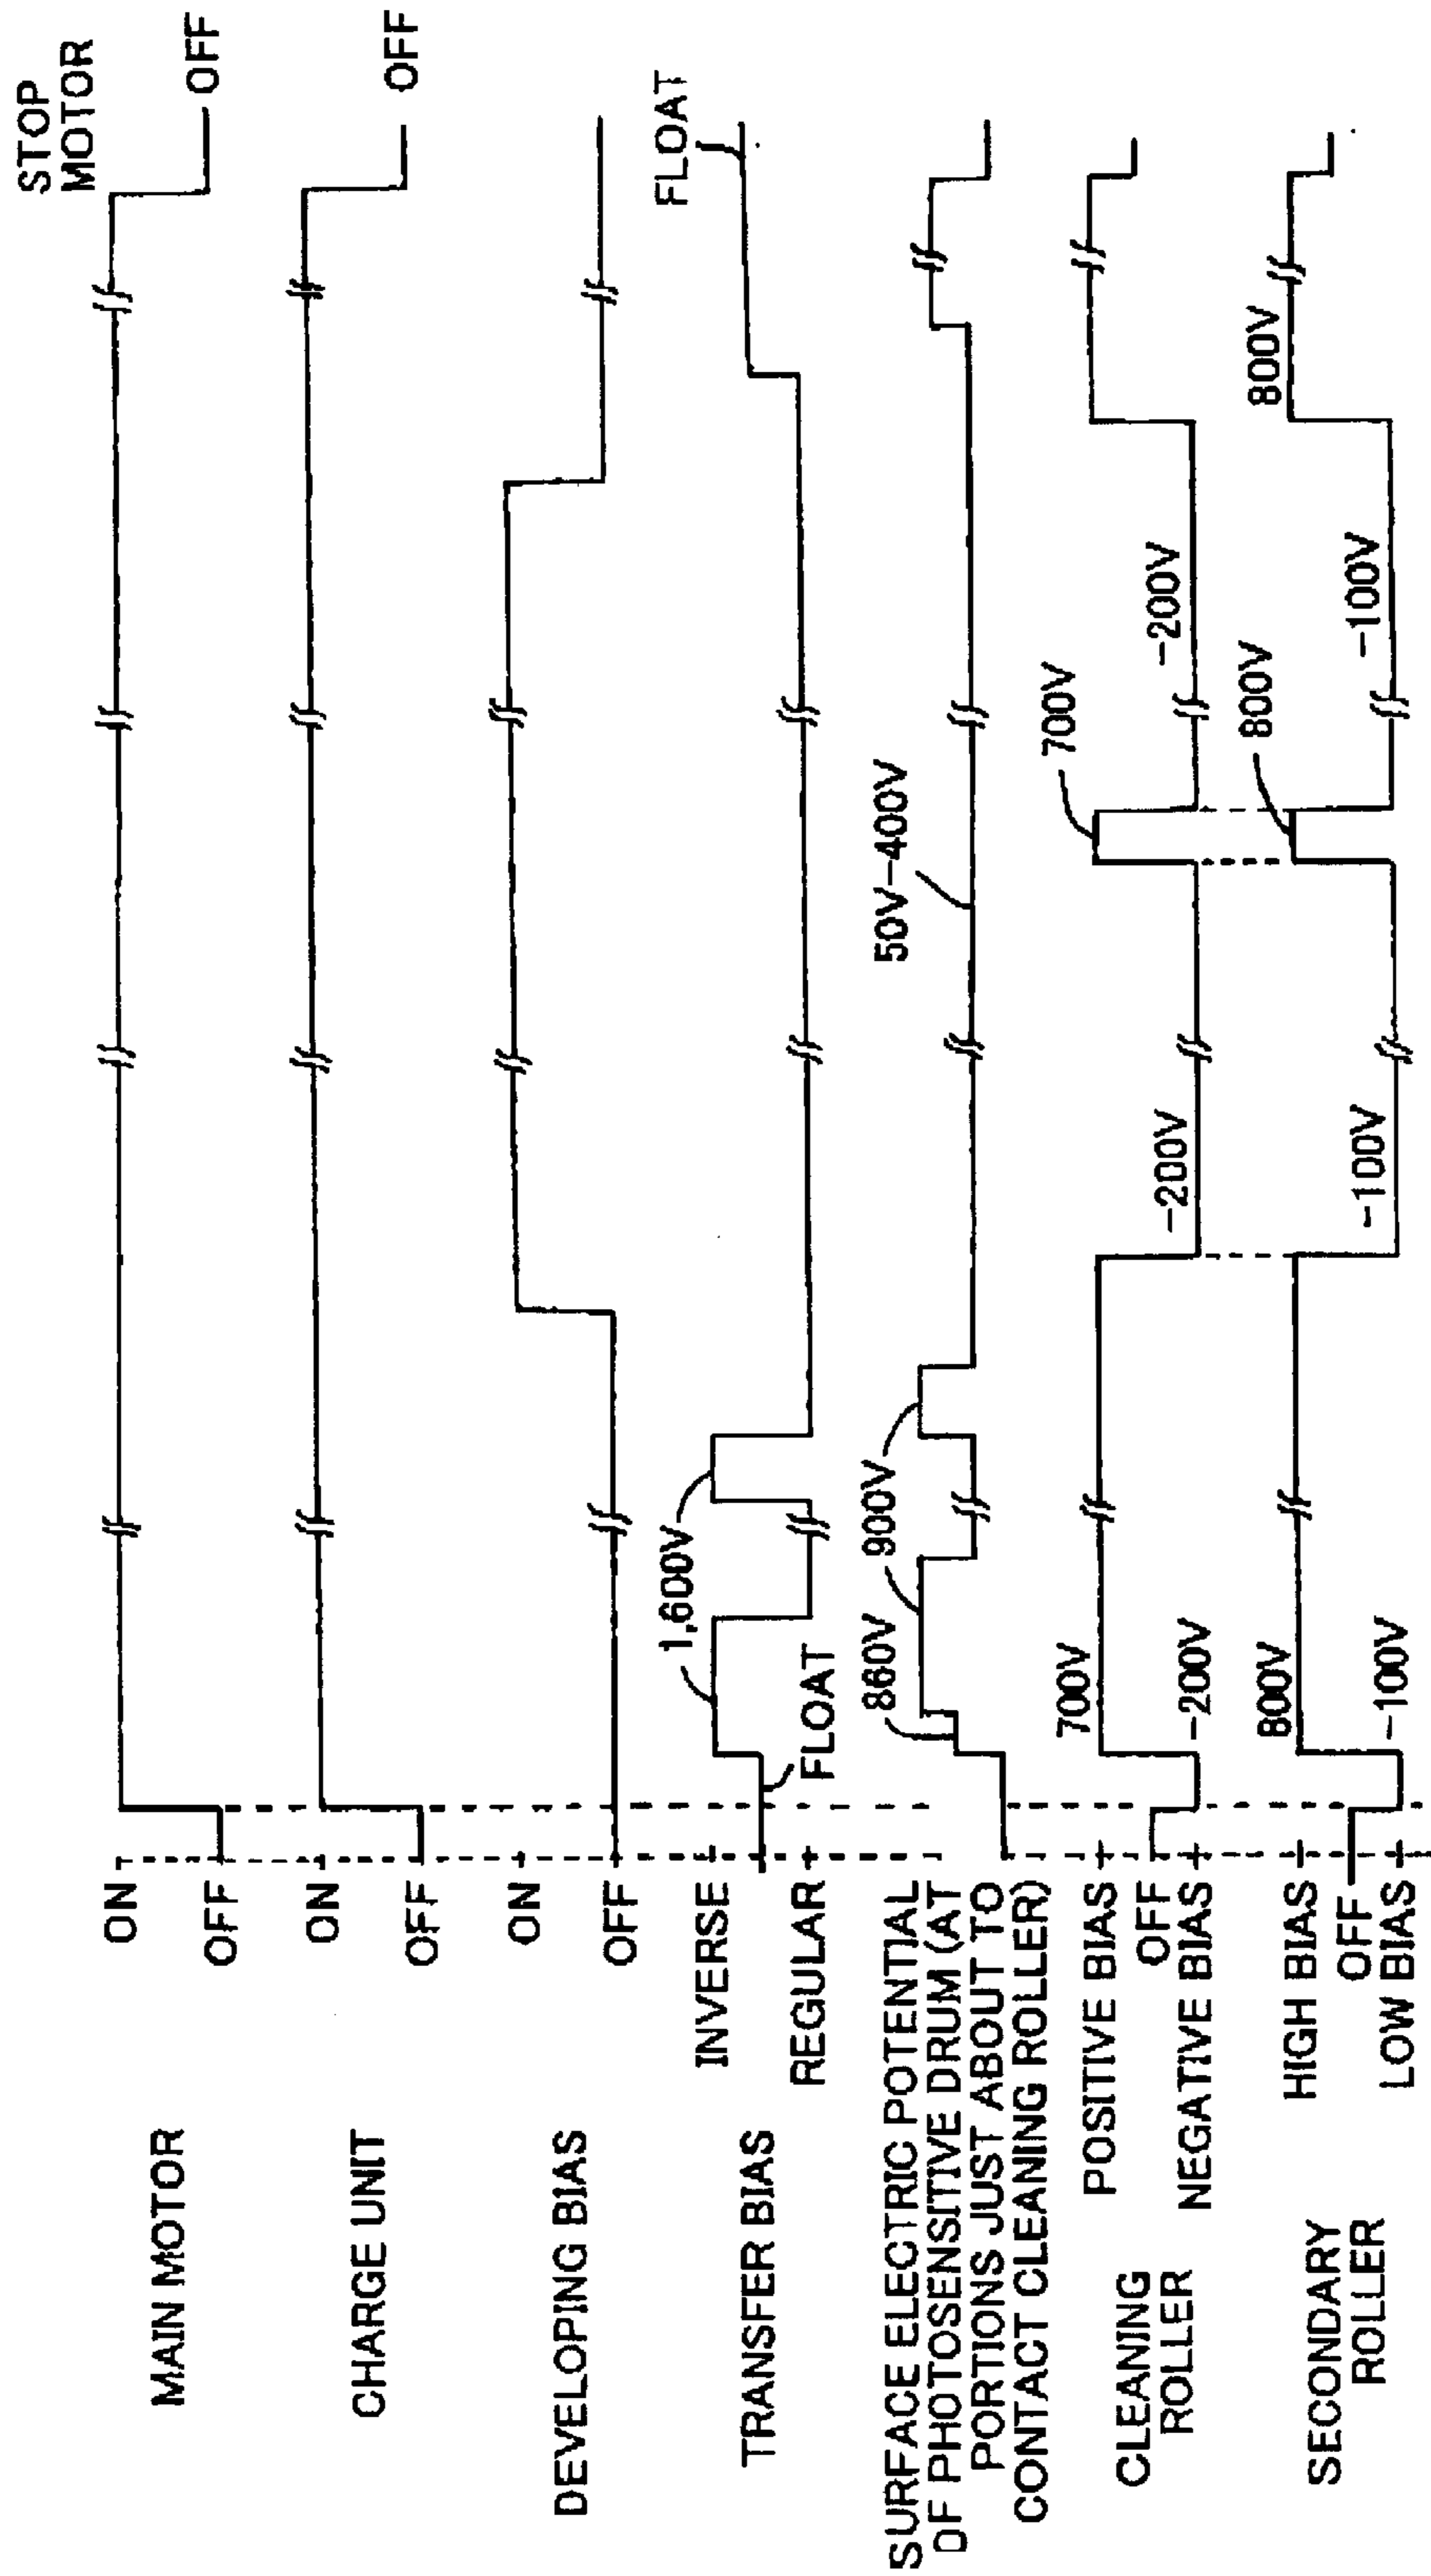 STOP
MOTOR
MAIN MOTOR
ON
OFF
OFF
CHARGE UNIT
ON
OFF
OFF
DEVELOPING BIAS
ON
OFF
TRANSFER BIAS
INVERSE
REGULAR
FLOAT
1,600V
FLOAT
SURFACE ELECTRIC POTENTIAL
OF PHOTOSENSITIVE DRUM (AT
PORTIONS JUST ABOUT TO
CONTACT CLEANING ROLLER)
860V
900V
50V-400V
CLEANING
ROLLER
POSITIVE BIAS
OFF
NEGATIVE BIAS
700V
-200V
-200V
700V
-200V
SECONDARY
ROLLER
HIGH BIAS
OFF
LOW BIAS
800V
-100V
-100V
800V
-100V
800V